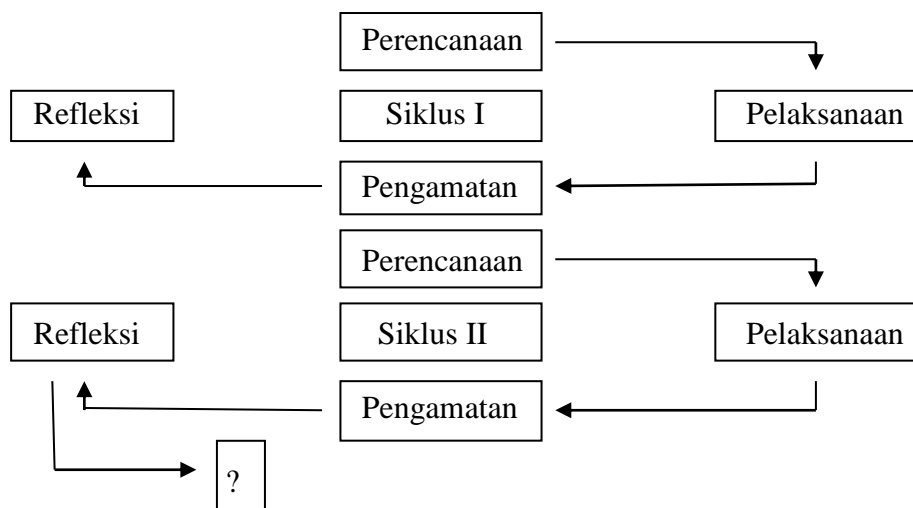 Perencanaan
Refleksi
Siklus I
Pelaksanaan
Pengamatan
Perencanaan
Refleksi
Siklus II
Pelaksanaan
Pengamatan
?